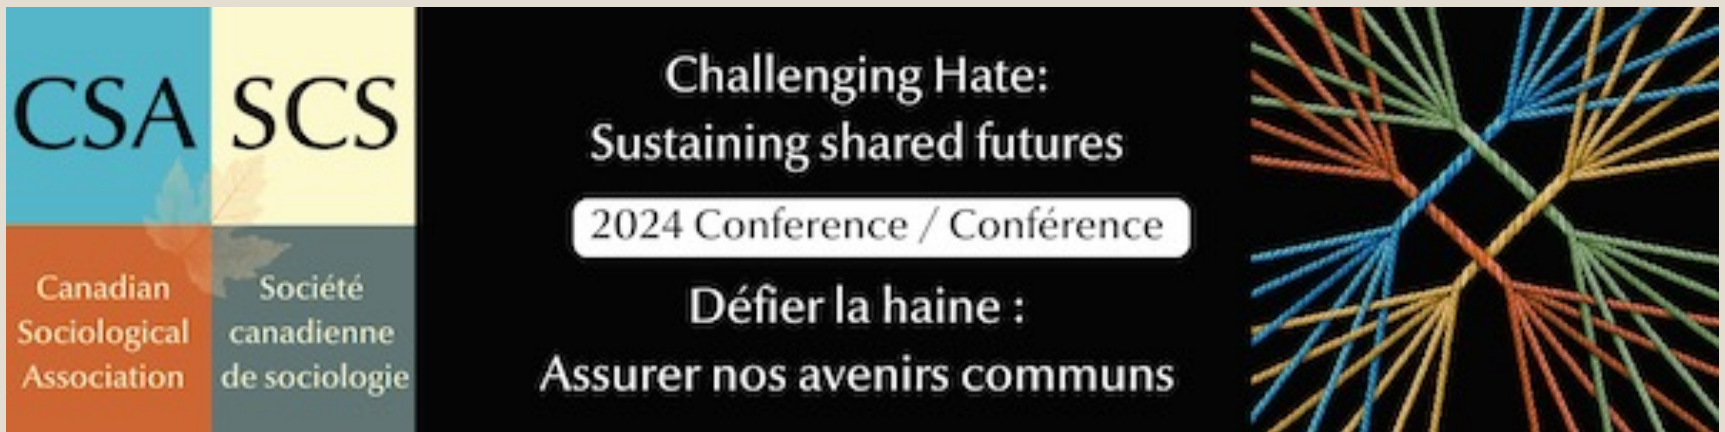 CSA SCS
Canadian
Sociological
Association
Société
canadienne
de sociologie
Challenging Hate:
Sustaining shared futures
2024 Conference / Conférence
Défier la haine :
Assurer nos avenirs communs